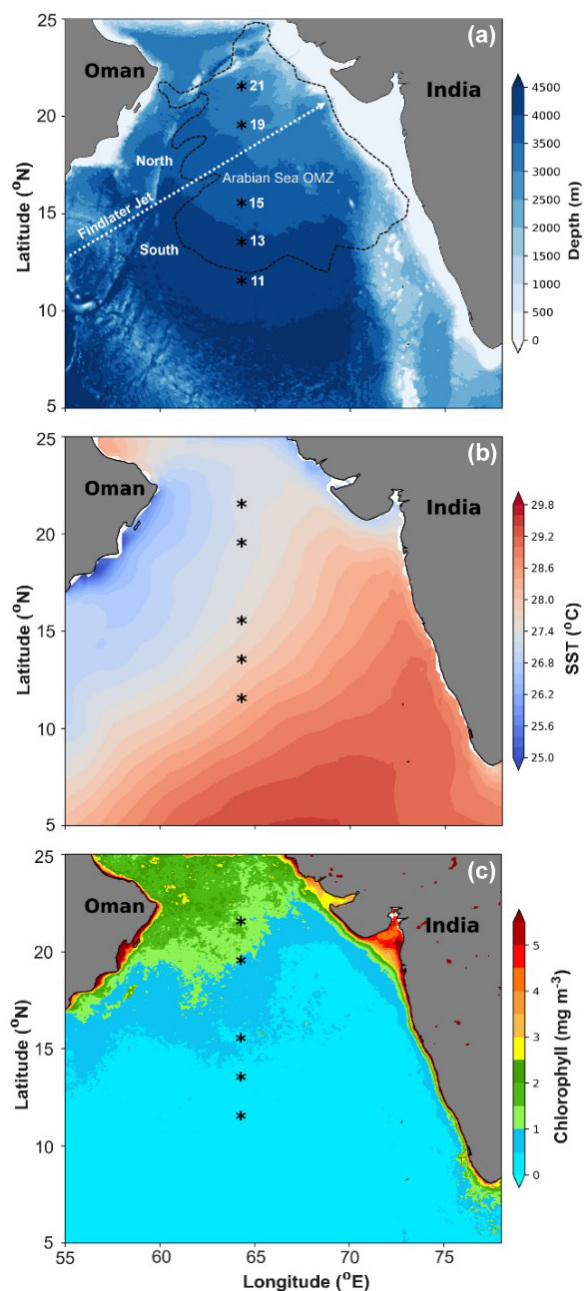 (a)
Oman
India
21
19
North
Arabian Sea OMZ
15
Findlater Jet
13
South
11
25
20
15
10
5
Latitude (°N)
4500
4000
3500
3000
2500
2000
1500
1000
500
0
Depth (m)
(b)
Oman
India
25
20
15
10
5
Latitude (°N)
29.8
29.2
28.6
28.0
27.4
26.8
26.2
25.6
25.0
SST (°C)
(c)
Oman
India
25
20
15
10
5
Latitude (°N)
5
4
3
2
1
0
Chlorophyll (mg m⁻³)
55 60 65 70 75
Longitude (°E)